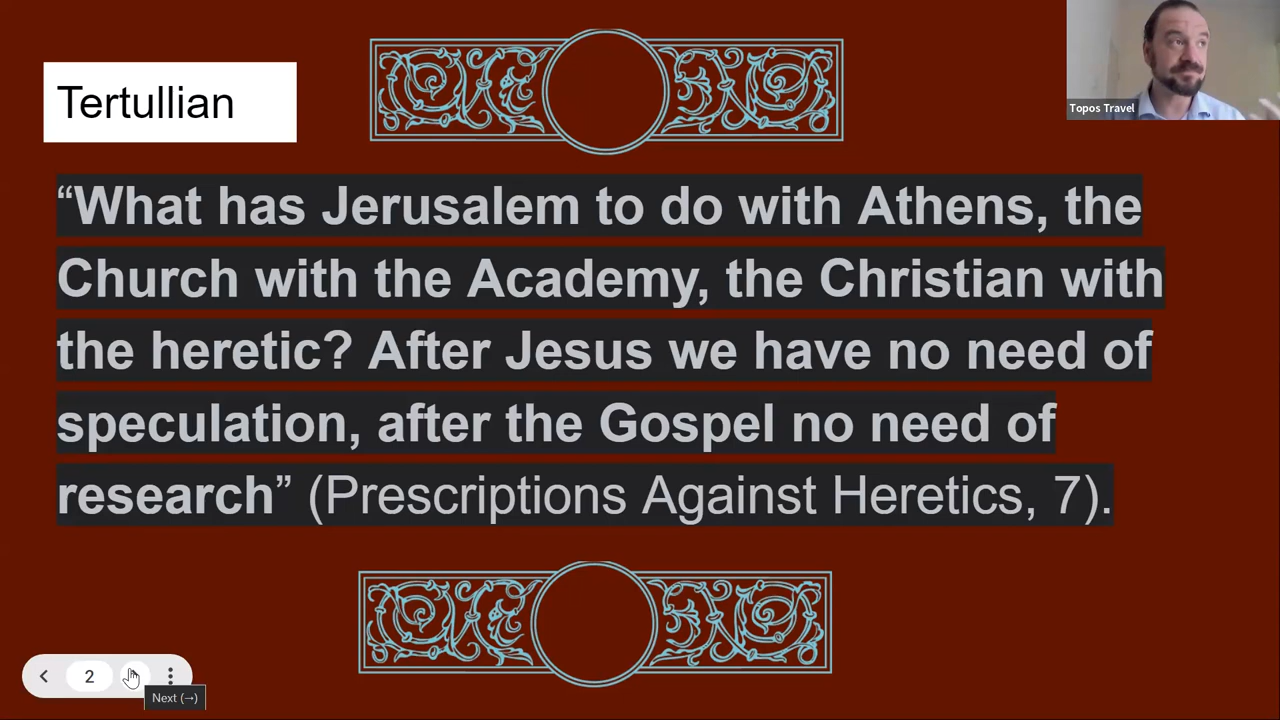 Tertullian
Topos Travel
“What has Jerusalem to do with Athens, the
Church with the Academy, the Christian with
the heretic? After Jesus we have no need of
speculation, after the Gospel no need of
research” (Prescriptions Against Heretics, 7).
2
Next (→)